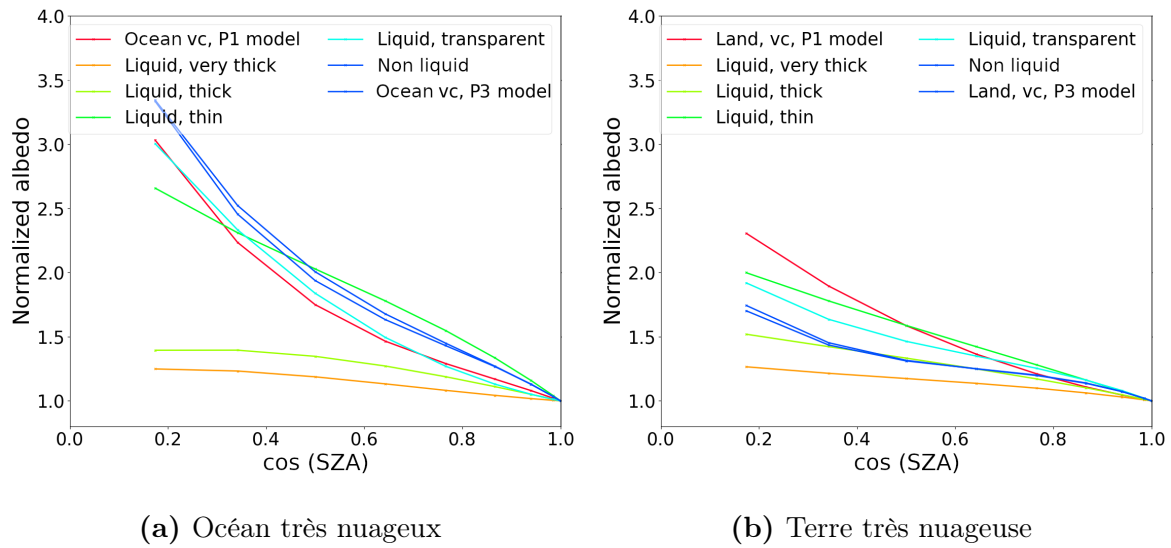 4.0
3.5
3.0
2.5
2.0
1.5
1.0
Normalized albedo
Ocean vc, P1 model
Liquid, very thick
Liquid, thick
Liquid, thin
Liquid, transparent
Non liquid
Ocean vc, P3 model
0.0 0.2 0.4 0.6 0.8 1.0
cos (SZA)
(a) Océan très nuageux
4.0
3.5
3.0
2.5
2.0
1.5
1.0
Normalized albedo
Land, vc, P1 model
Liquid, very thick
Liquid, thick
Liquid, thin
Liquid, transparent
Non liquid
Land, vc, P3 model
0.0 0.2 0.4 0.6 0.8 1.0
cos (SZA)
(b) Terre très nuageuse